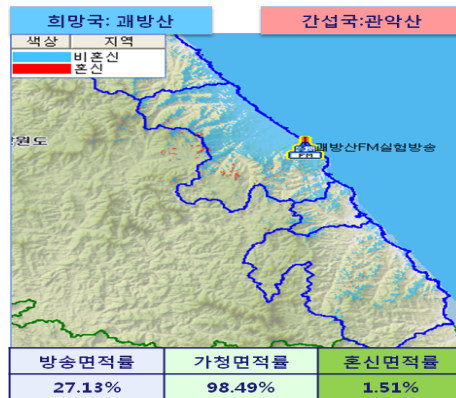 희망국: 괘방산
간섭국:관악산
색상 지역
비혼신
혼신
원도
괘방산FM실험방송
FM
방송면적률 가청면적률 혼신면적률
27.13% 98.49% 1.51%